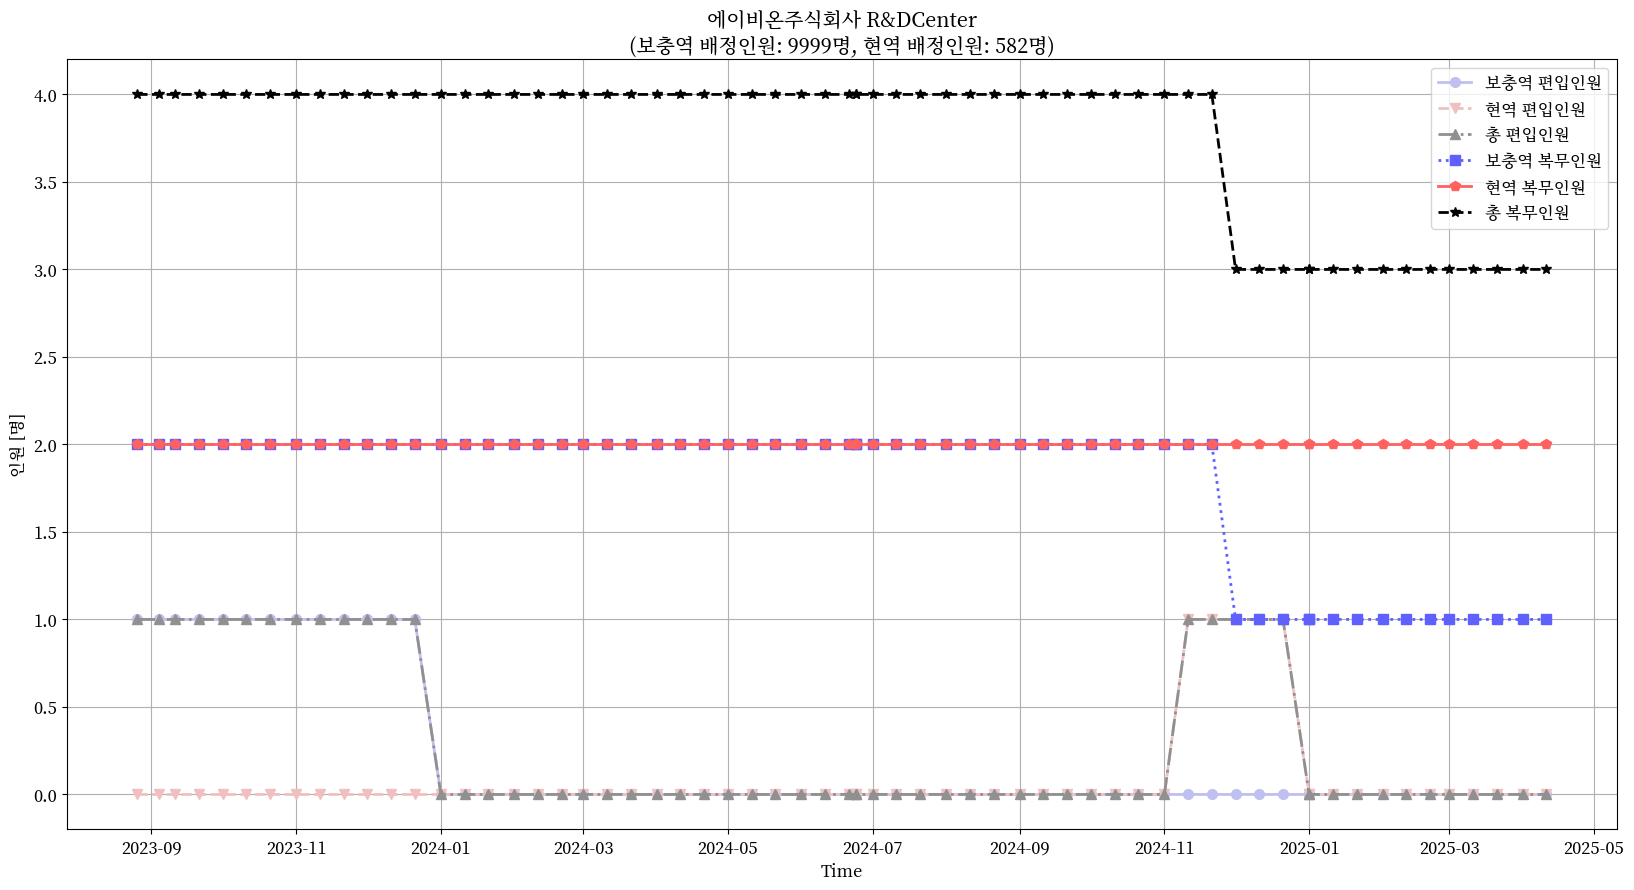 에이비온주식회사 R&DCenter
(보충역 배정인원: 9999명, 현역 배정인원: 582명)
인원 [명]
4.0
3.5
3.0
2.5
2.0
1.5
1.0
0.5
0.0
보충역 편입인원
현역 편입인원
총 편입인원
보충역 복무인원
현역 복무인원
총 복무인원
2023-09
2023-11
2024-01
2024-03
2024-05
2024-07
2024-09
2024-11
2025-01
2025-03
2025-05
Time